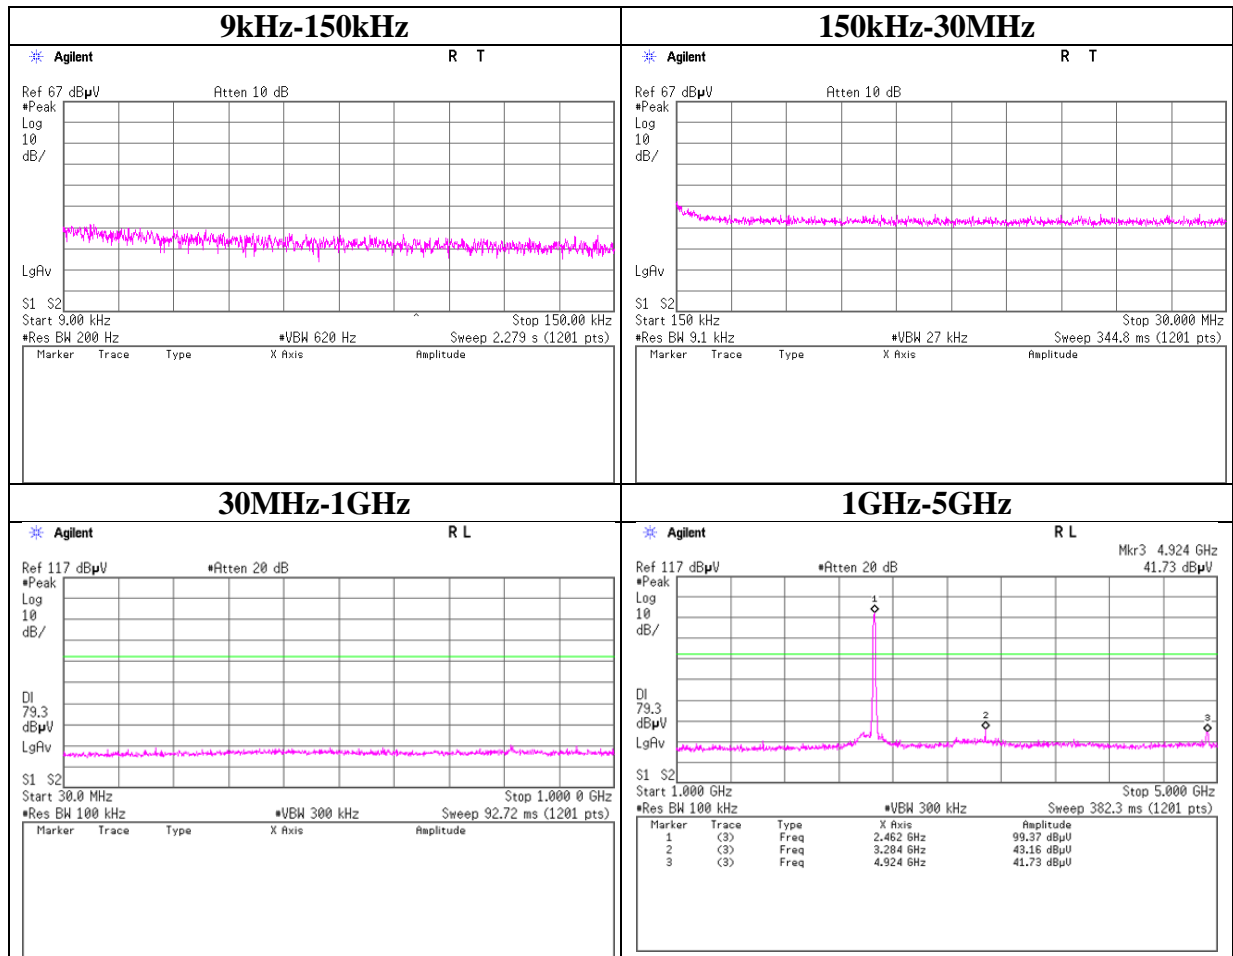 9kHz-150kHz
Agilent R T
Ref 67 dBµV Atten 10 dB
#Peak
Log
10
dB/
LgAv
S1 S2
Start 9.00 kHz ^ Stop 150.00 kHz
#Res BW 200 Hz #VBW 620 Hz Sweep 2.279 s (1201 pts)
Marker Trace Type X Axis Amplitude
150kHz-30MHz
Agilent R T
Ref 67 dBµV Atten 10 dB
#Peak
Log
10
dB/
LgAv
S1 S2
Start 150 kHz Stop 30.000 MHz
#Res BW 9.1 kHz #VBW 27 kHz Sweep 344.8 ms (1201 pts)
Marker Trace Type X Axis Amplitude
30MHz-1GHz
Agilent R L
Ref 117 dBµV #Atten 20 dB
#Peak
Log
10
dB/
DI
79.3
dBµV
LgAv
S1 S2
Start 30.0 MHz Stop 1.000 0 GHz
#Res BW 100 kHz #VBW 300 kHz Sweep 92.72 ms (1201 pts)
Marker Trace Type X Axis Amplitude
1GHz-5GHz
Agilent R L
Mkr3 4.924 GHz
Ref 117 dBµV #Atten 20 dB 41.73 dBµV
#Peak
Log
10
dB/
1
DI
79.3
dBµV
2
3
LgAv
S1 S2
Start 1.000 GHz Stop 5.000 GHz
#Res BW 100 kHz #VBW 300 kHz Sweep 382.3 ms (1201 pts)
Marker Trace Type X Axis Amplitude
1 (3) Freq 2.462 GHz 99.37 dBµV
2 (3) Freq 3.284 GHz 43.16 dBµV
3 (3) Freq 4.924 GHz 41.73 dBµV